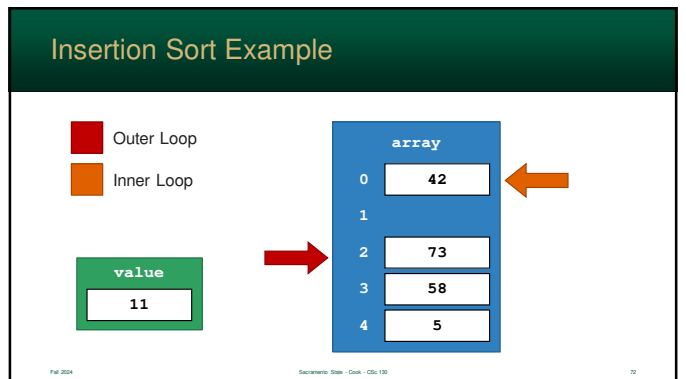 Insertion Sort Example
Outer Loop
Inner Loop
array
0 42
1
2 73
3 58
4 5
value
11
Fall 2024
Sacramento State - Cook - CSc 130
72